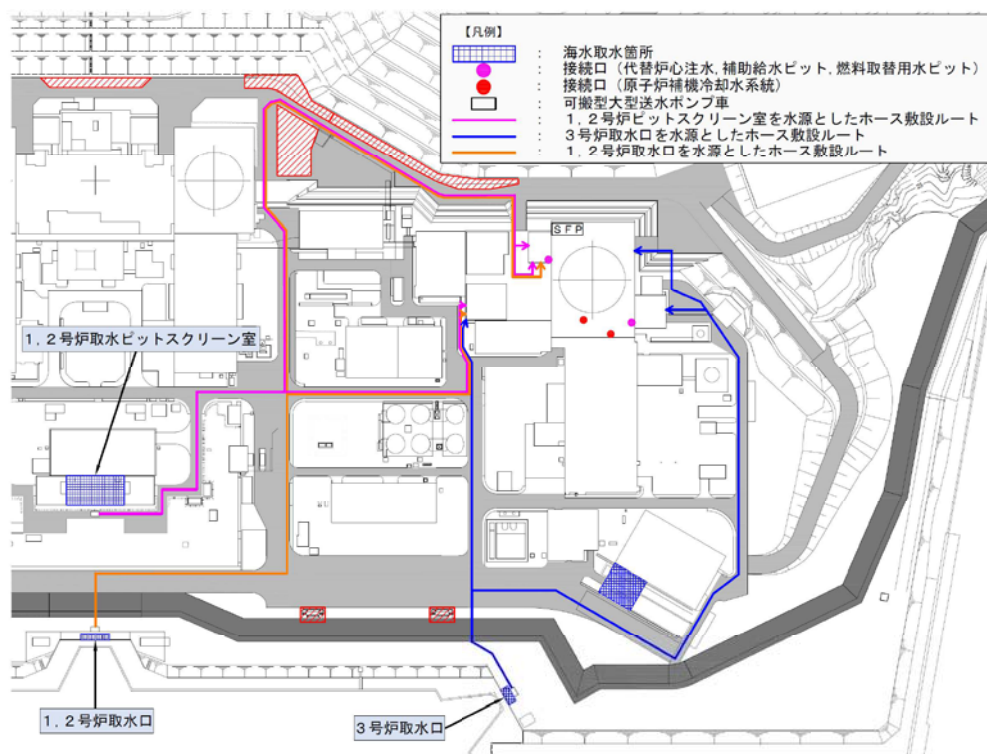 【凡例】
： 海水取水箇所
： 接続口（代替炉心注水，補助給水ピット，燃料取替用水ピット）
： 接続口（原子炉補機冷却水系統）
： 可搬型大型送水ポンプ車
： １，２号炉ピットスクリーン室を水源としたホース敷設ルート
： ３号炉取水口を水源としたホース敷設ルート
： １，２号炉取水口を水源としたホース敷設ルート
ＳＦＰ
１，２号炉取水ピットスクリーン室
１，２号炉取水口
３号炉取水口